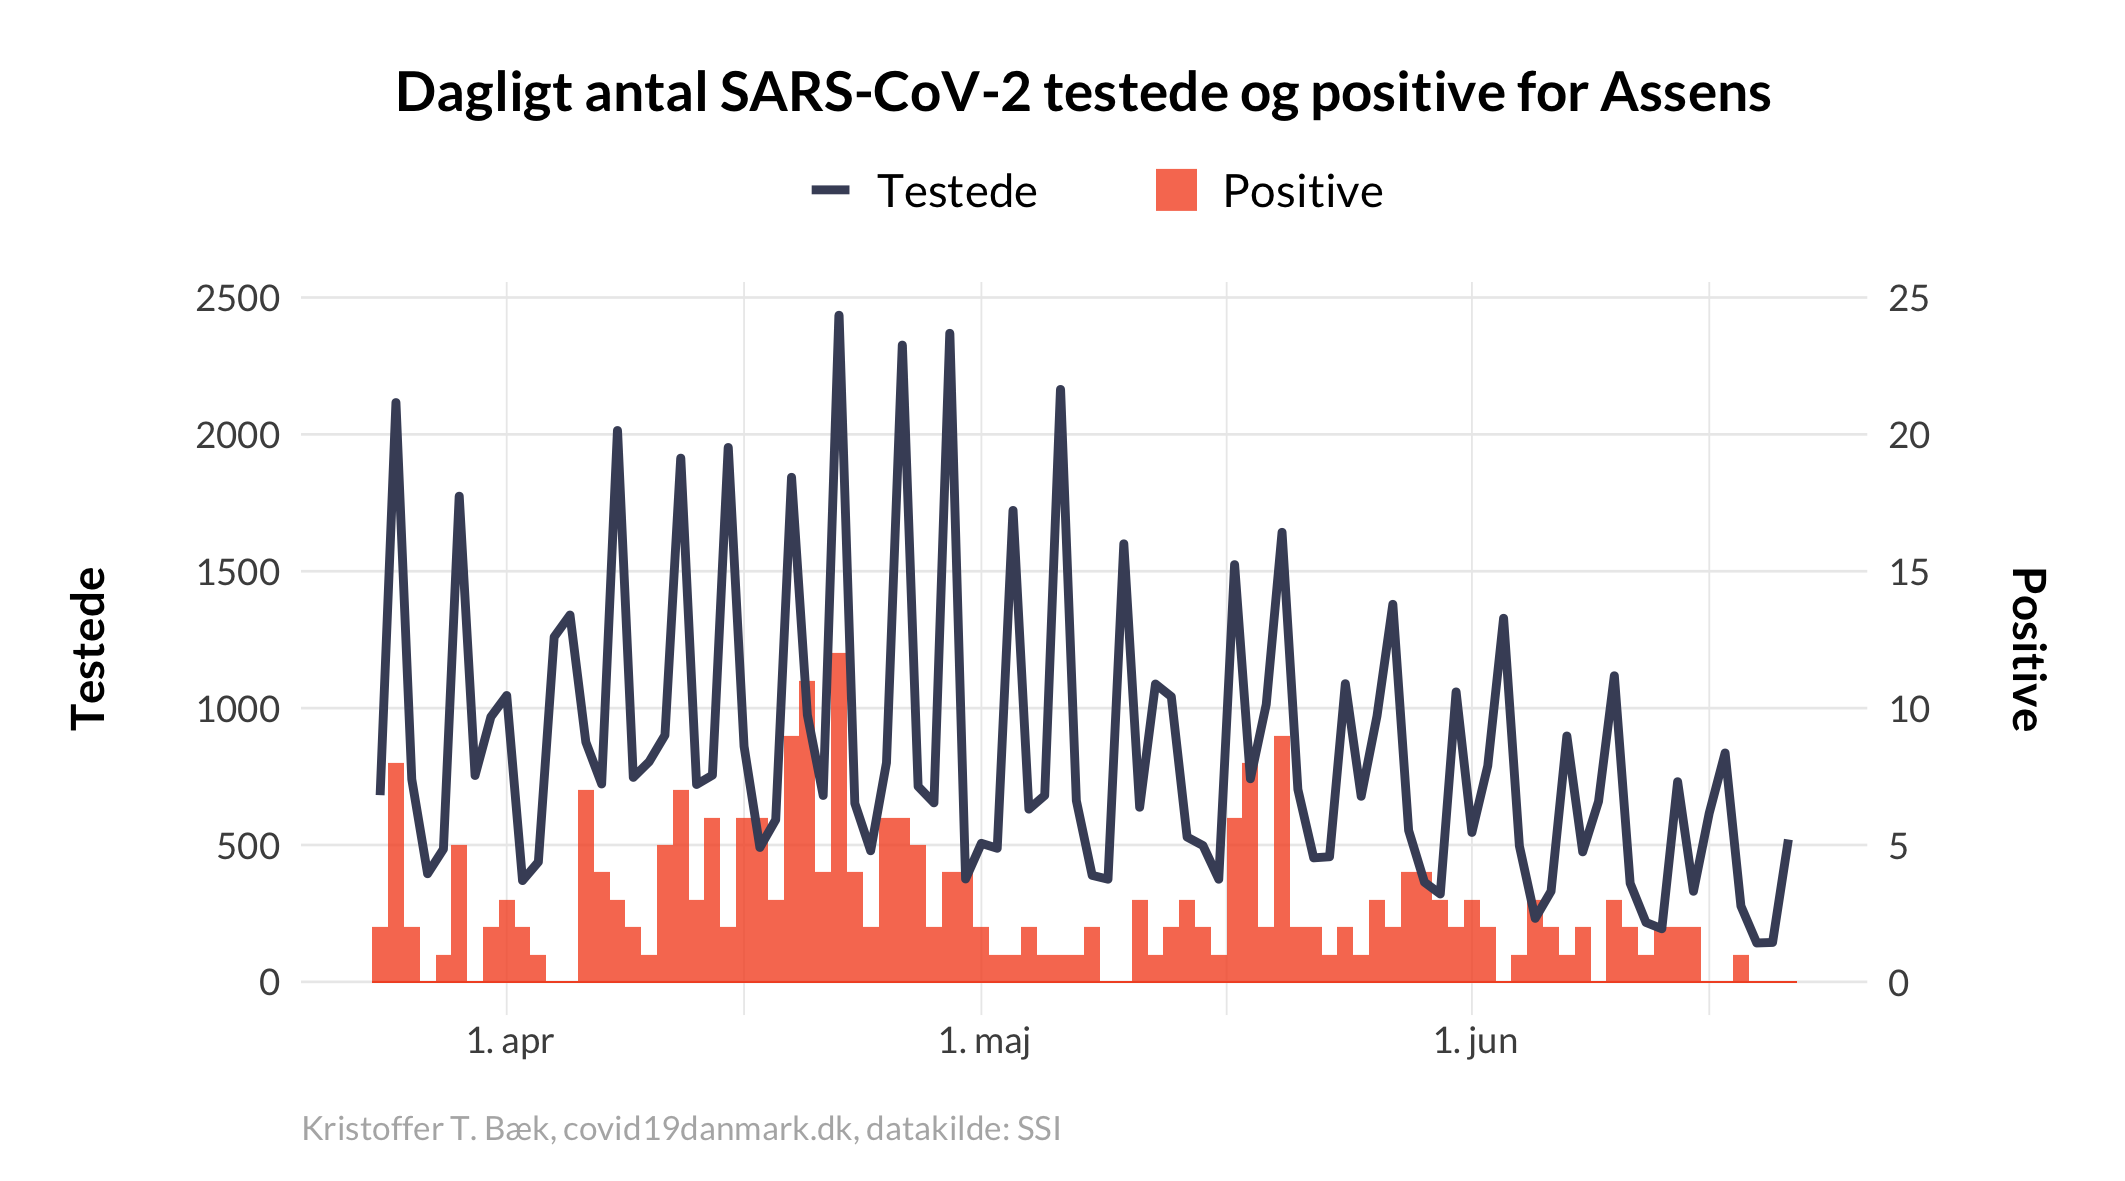 Dagligt antal SARS-CoV-2 testede og positive for Assens
Testede
Positive
2500
2000
1500
1000
500
0
25
20
15
10
5
0
Testede
Positive
1. apr
1. maj
1. jun
Kristoffer T. Bæk, covid19danmark.dk, datakilde: SSI